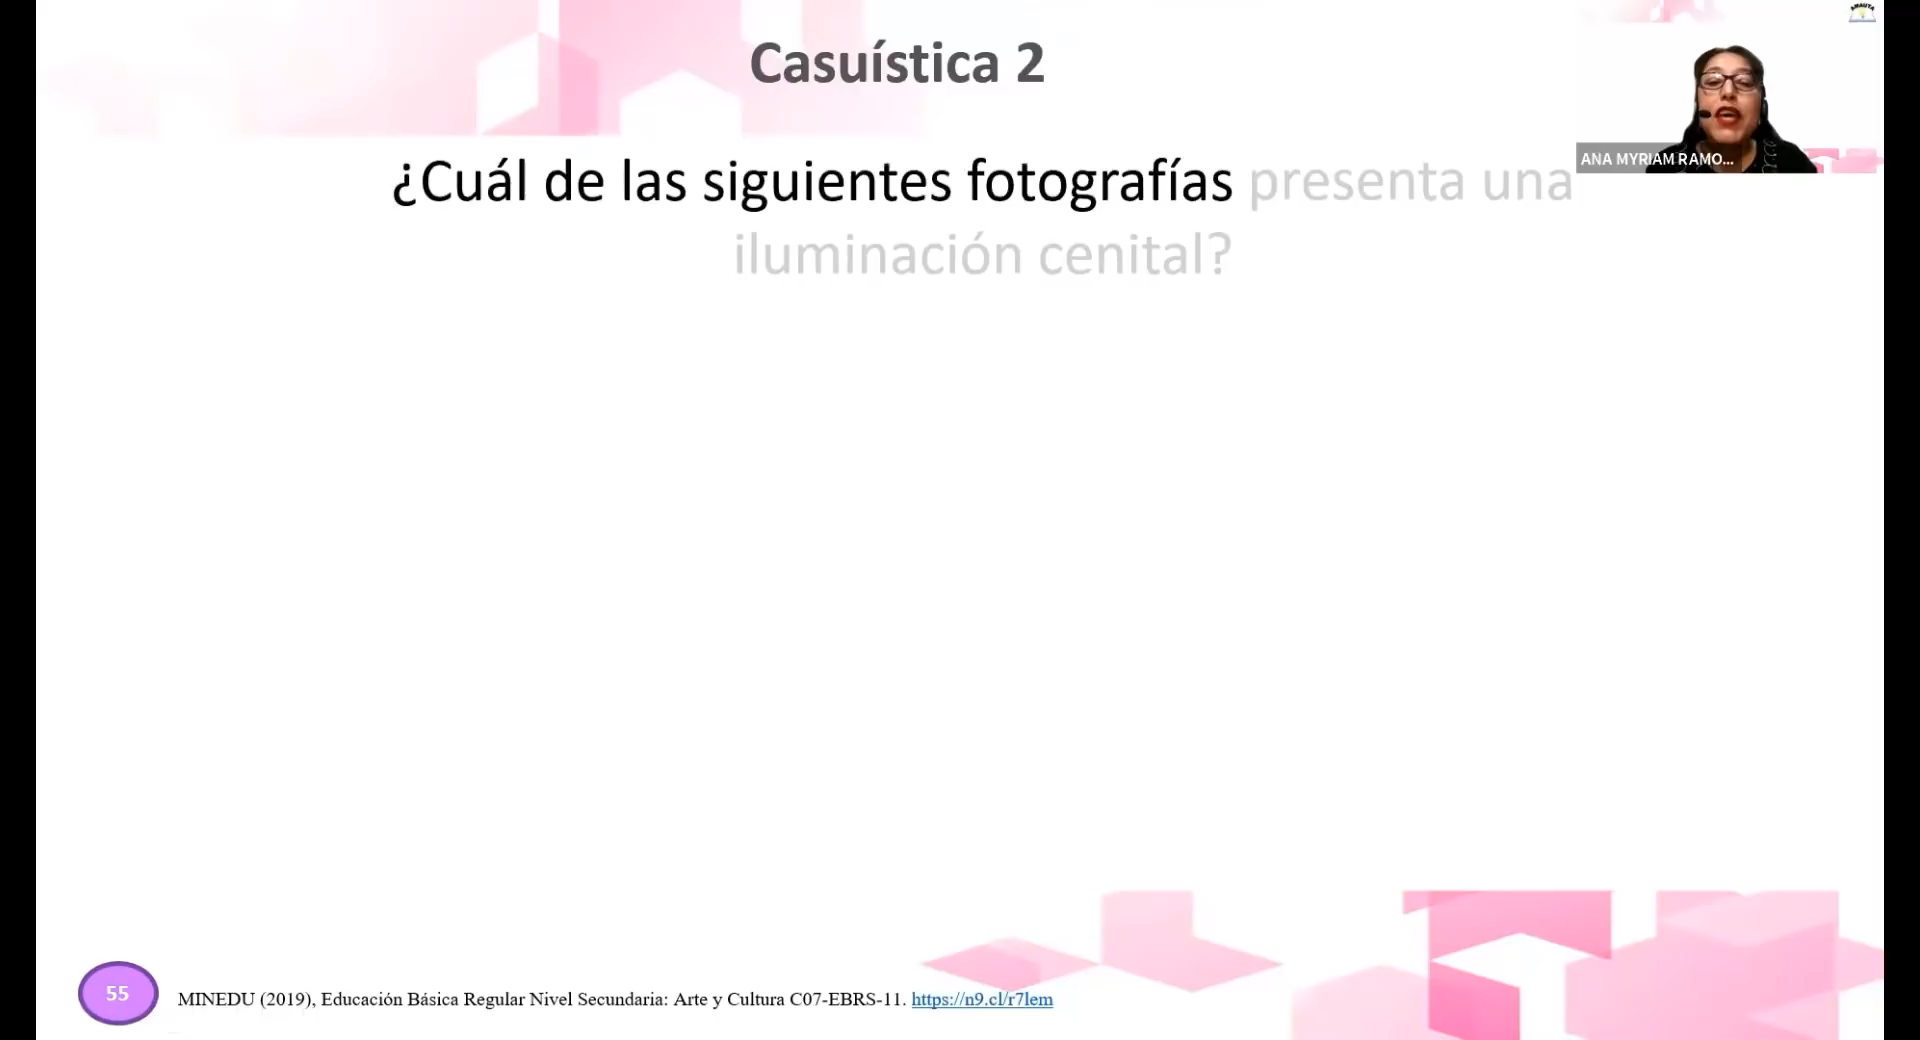 Casuística 2
AMAUTA
ANA MYRIAM RAMO...
¿Cuál de las siguientes fotografías presenta una
iluminación cenital?
55
MINEDU (2019), Educación Básica Regular Nivel Secundaria: Arte y Cultura C07-EBRS-11. https://n9.cl/r7lem